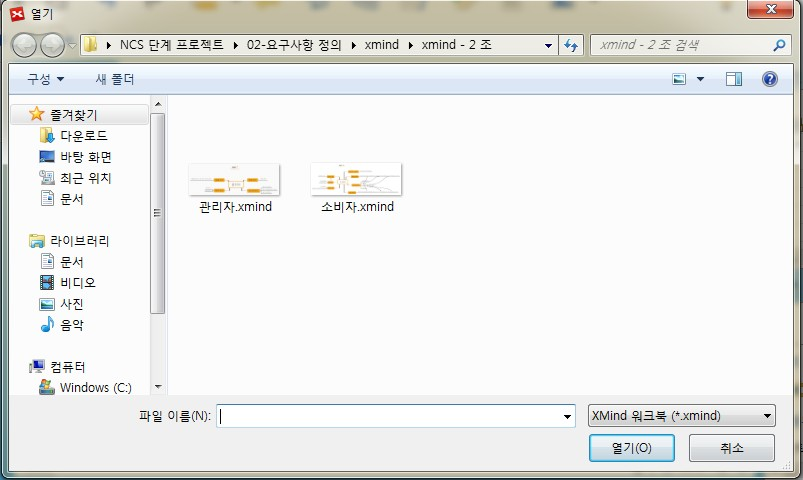 열기
NCS 단계 프로젝트 02-요구사항 정의 xmind xmind - 2 조
xmind - 2 조 검색
구성 새 폴더
즐겨찾기
다운로드
바탕 화면
최근 위치
문서
라이브러리
문서
비디오
사진
음악
컴퓨터
Windows (C:)
관리자.xmind 소비자.xmind
파일 이름(N): XMind 워크북 (*.xmind)
열기(O) 취소